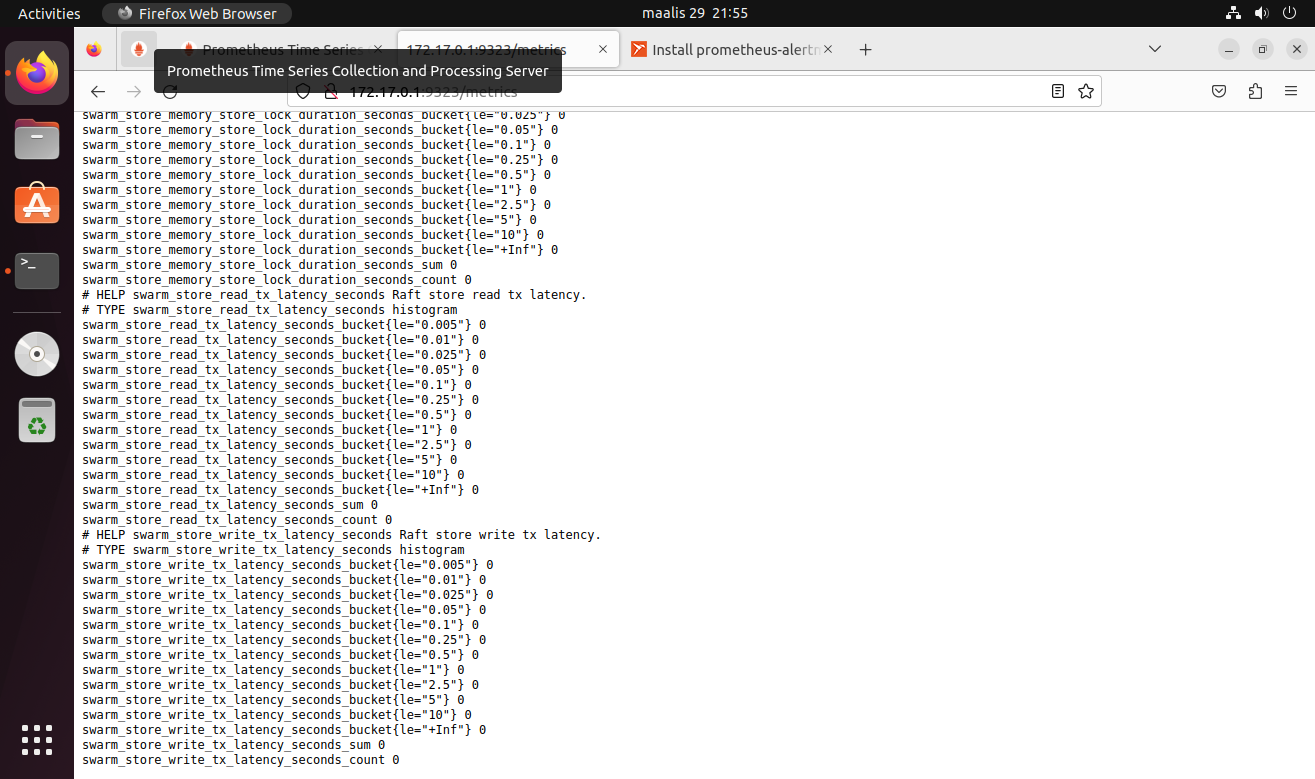 Activities
Firefox Web Browser
maalis 29 21:55
Prometheus Time Series
172.17.0.1:9323/metrics
Install prometheus-alertm
Prometheus Time Series Collection and Processing Server
172.17.0.1:9323/metrics
swarm_store_memory_store_lock_duration_seconds_bucket{le="0.025"} 0
swarm_store_memory_store_lock_duration_seconds_bucket{le="0.05"} 0
swarm_store_memory_store_lock_duration_seconds_bucket{le="0.1"} 0
swarm_store_memory_store_lock_duration_seconds_bucket{le="0.25"} 0
swarm_store_memory_store_lock_duration_seconds_bucket{le="0.5"} 0
swarm_store_memory_store_lock_duration_seconds_bucket{le="1"} 0
swarm_store_memory_store_lock_duration_seconds_bucket{le="2.5"} 0
swarm_store_memory_store_lock_duration_seconds_bucket{le="5"} 0
swarm_store_memory_store_lock_duration_seconds_bucket{le="10"} 0
swarm_store_memory_store_lock_duration_seconds_bucket{le="+Inf"} 0
swarm_store_memory_store_lock_duration_seconds_sum 0
swarm_store_memory_store_lock_duration_seconds_count 0
# HELP swarm_store_read_tx_latency_seconds Raft store read tx latency.
# TYPE swarm_store_read_tx_latency_seconds histogram
swarm_store_read_tx_latency_seconds_bucket{le="0.005"} 0
swarm_store_read_tx_latency_seconds_bucket{le="0.01"} 0
swarm_store_read_tx_latency_seconds_bucket{le="0.025"} 0
swarm_store_read_tx_latency_seconds_bucket{le="0.05"} 0
swarm_store_read_tx_latency_seconds_bucket{le="0.1"} 0
swarm_store_read_tx_latency_seconds_bucket{le="0.25"} 0
swarm_store_read_tx_latency_seconds_bucket{le="0.5"} 0
swarm_store_read_tx_latency_seconds_bucket{le="1"} 0
swarm_store_read_tx_latency_seconds_bucket{le="2.5"} 0
swarm_store_read_tx_latency_seconds_bucket{le="5"} 0
swarm_store_read_tx_latency_seconds_bucket{le="10"} 0
swarm_store_read_tx_latency_seconds_bucket{le="+Inf"} 0
swarm_store_read_tx_latency_seconds_sum 0
swarm_store_read_tx_latency_seconds_count 0
# HELP swarm_store_write_tx_latency_seconds Raft store write tx latency.
# TYPE swarm_store_write_tx_latency_seconds histogram
swarm_store_write_tx_latency_seconds_bucket{le="0.005"} 0
swarm_store_write_tx_latency_seconds_bucket{le="0.01"} 0
swarm_store_write_tx_latency_seconds_bucket{le="0.025"} 0
swarm_store_write_tx_latency_seconds_bucket{le="0.05"} 0
swarm_store_write_tx_latency_seconds_bucket{le="0.1"} 0
swarm_store_write_tx_latency_seconds_bucket{le="0.25"} 0
swarm_store_write_tx_latency_seconds_bucket{le="0.5"} 0
swarm_store_write_tx_latency_seconds_bucket{le="1"} 0
swarm_store_write_tx_latency_seconds_bucket{le="2.5"} 0
swarm_store_write_tx_latency_seconds_bucket{le="5"} 0
swarm_store_write_tx_latency_seconds_bucket{le="10"} 0
swarm_store_write_tx_latency_seconds_bucket{le="+Inf"} 0
swarm_store_write_tx_latency_seconds_sum 0
swarm_store_write_tx_latency_seconds_count 0